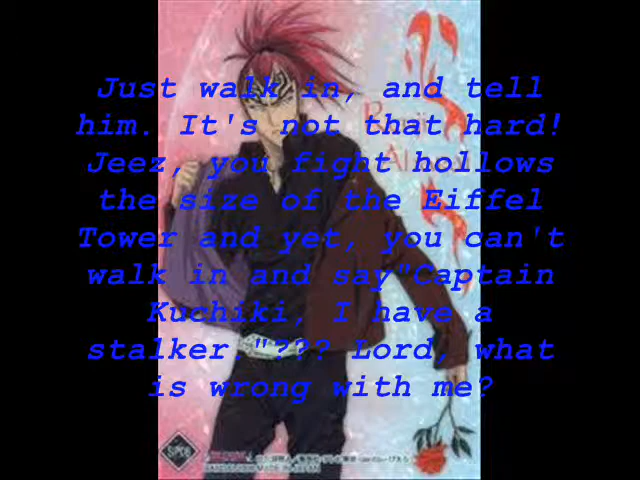 Just walk in, and tell
him. It's not that hard!
Jeez, you fight hollows
the size of the Eiffel
Tower and yet, you can't
walk in and say"Captain
Kuchiki, I have a
stalker "??? Lord, what
is wrong with me?
SP08